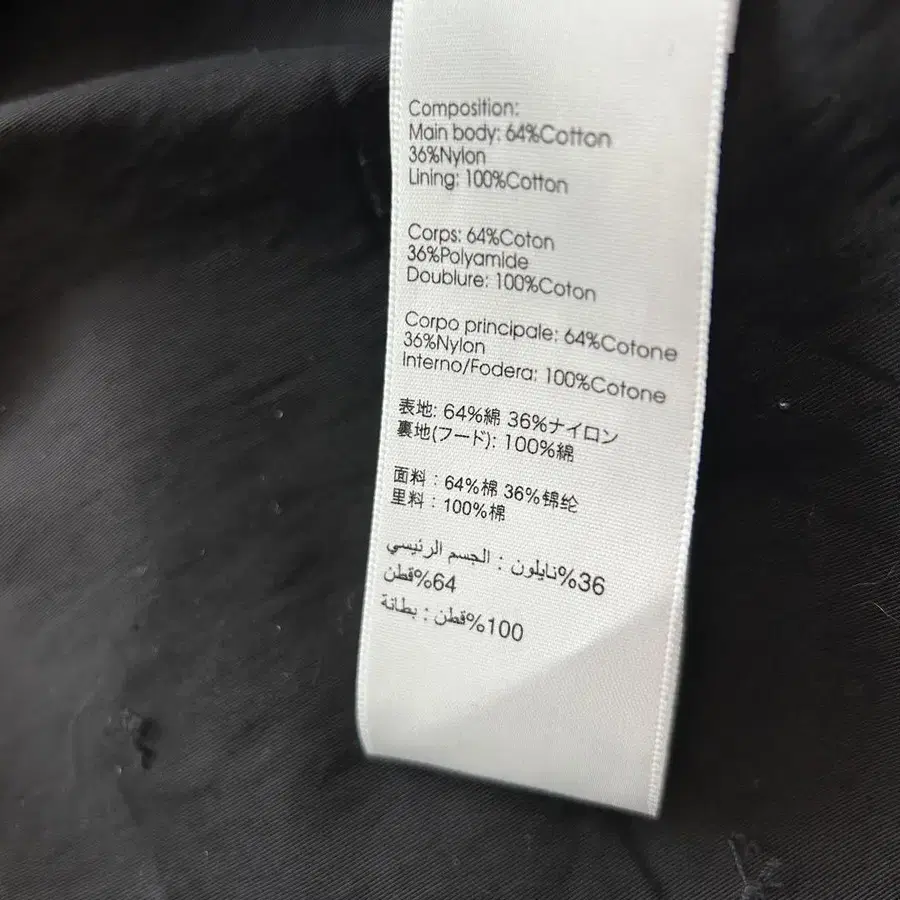 Composition:
Main body: 64%Cotton
36%Nylon
Lining: 100%Cotton
Corps: 64%Coton
36%Polyamide
Doublure: 100%Coton
Corpo principale: 64%Cotone
36%Nylon
Interno/Fodera: 100%Cotone
表地: 64%綿 36%ナイロン
裏地(フード): 100%綿
面料：64%棉 36%锦纶
里料：100%棉
36%نايلون : الجسم الرئيسي
64%قطن
100%قطن : بطانة